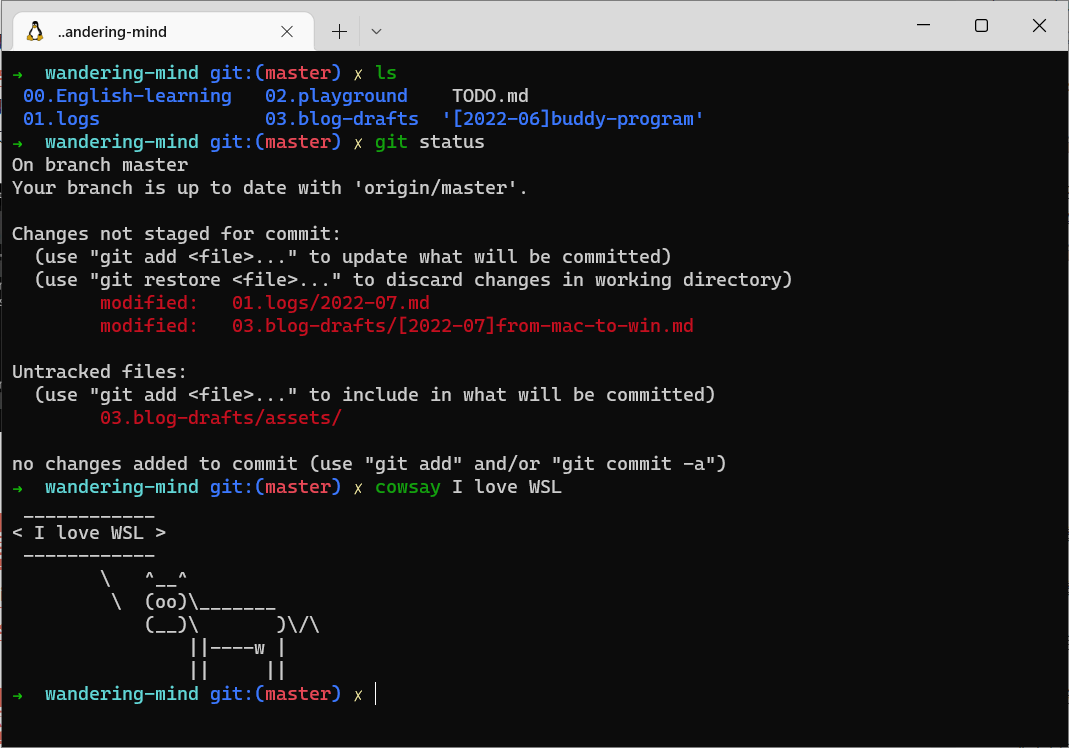 ..andering-mind
➜  wandering-mind git:(master) ✗ ls
 00.English-learning   02.playground    TODO.md
 01.logs               03.blog-drafts  '[2022-06]buddy-program'
➜  wandering-mind git:(master) ✗ git status
On branch master
Your branch is up to date with 'origin/master'.

Changes not staged for commit:
  (use "git add <file>..." to update what will be committed)
  (use "git restore <file>..." to discard changes in working directory)
        modified:   01.logs/2022-07.md
        modified:   03.blog-drafts/[2022-07]from-mac-to-win.md

Untracked files:
  (use "git add <file>..." to include in what will be committed)
        03.blog-drafts/assets/

no changes added to commit (use "git add" and/or "git commit -a")
➜  wandering-mind git:(master) ✗ cowsay I love WSL
 ____________
< I love WSL >
 ------------
        \   ^__^
         \  (oo)\_______
            (__)\       )\/\
                ||----w |
                ||     ||
➜  wandering-mind git:(master) ✗